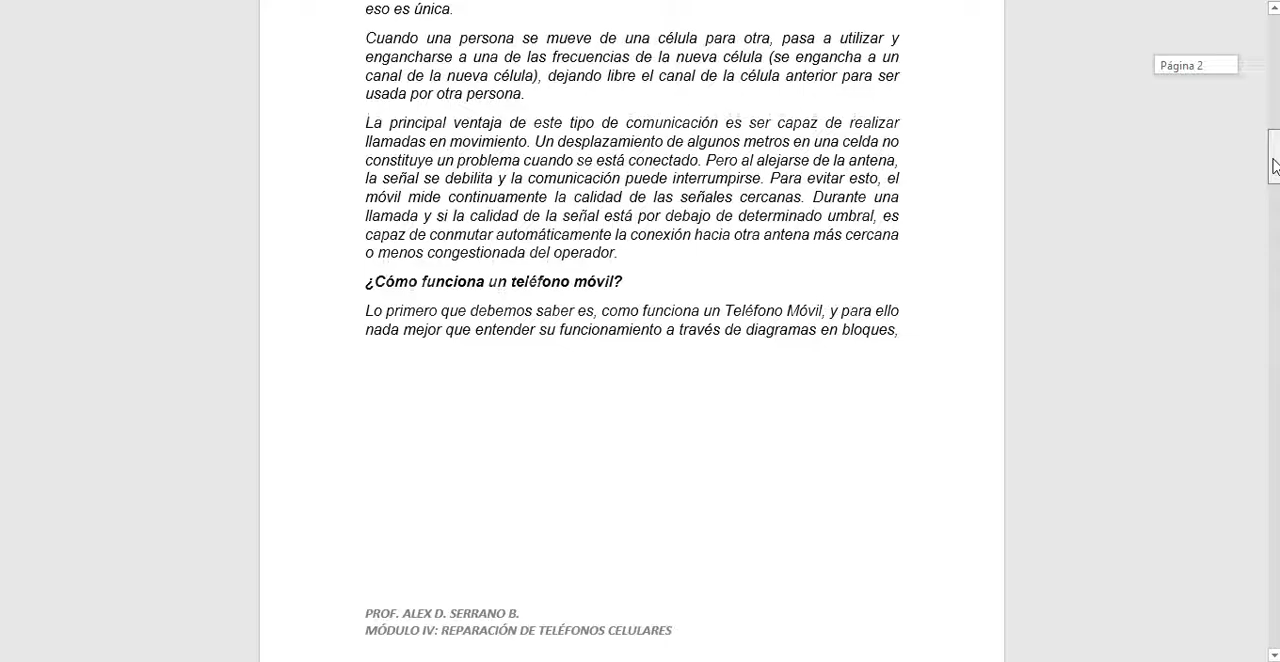 eso es única.
Cuando una persona se mueve de una célula para otra, pasa a utilizar y
engancharse a una de las frecuencias de la nueva célula (se engancha a un
canal de la nueva célula), dejando libre el canal de la célula anterior para ser
usada por otra persona.
La principal ventaja de este tipo de comunicación es ser capaz de realizar
llamadas en movimiento. Un desplazamiento de algunos metros en una celda no
constituye un problema cuando se está conectado. Pero al alejarse de la antena,
la señal se debilita y la comunicación puede interrumpirse. Para evitar esto, el
móvil mide continuamente la calidad de las señales cercanas. Durante una
llamada y si la calidad de la señal está por debajo de determinado umbral, es
capaz de conmutar automáticamente la conexión hacia otra antena más cercana
o menos congestionada del operador.
¿Cómo funciona un teléfono móvil?
Lo primero que debemos saber es, como funciona un Teléfono Móvil, y para ello
nada mejor que entender su funcionamiento a través de diagramas en bloques,
Página 2
PROF. ALEX D. SERRANO B.
MÓDULO IV: REPARACIÓN DE TELÉFONOS CELULARES